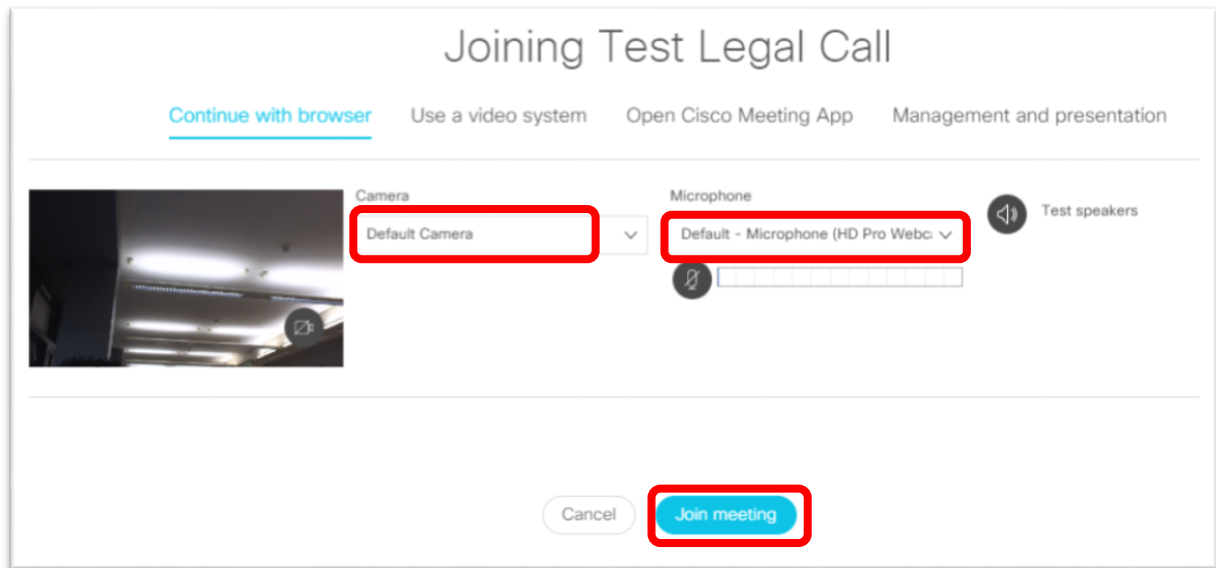 Joining Test Legal Call
Continue with browser Use a video system Open Cisco Meeting App Management and presentation
Camera Microphone
Test speakers
Default Camera Default - Microphone (HD Pro Webc
Cancel Join meeting